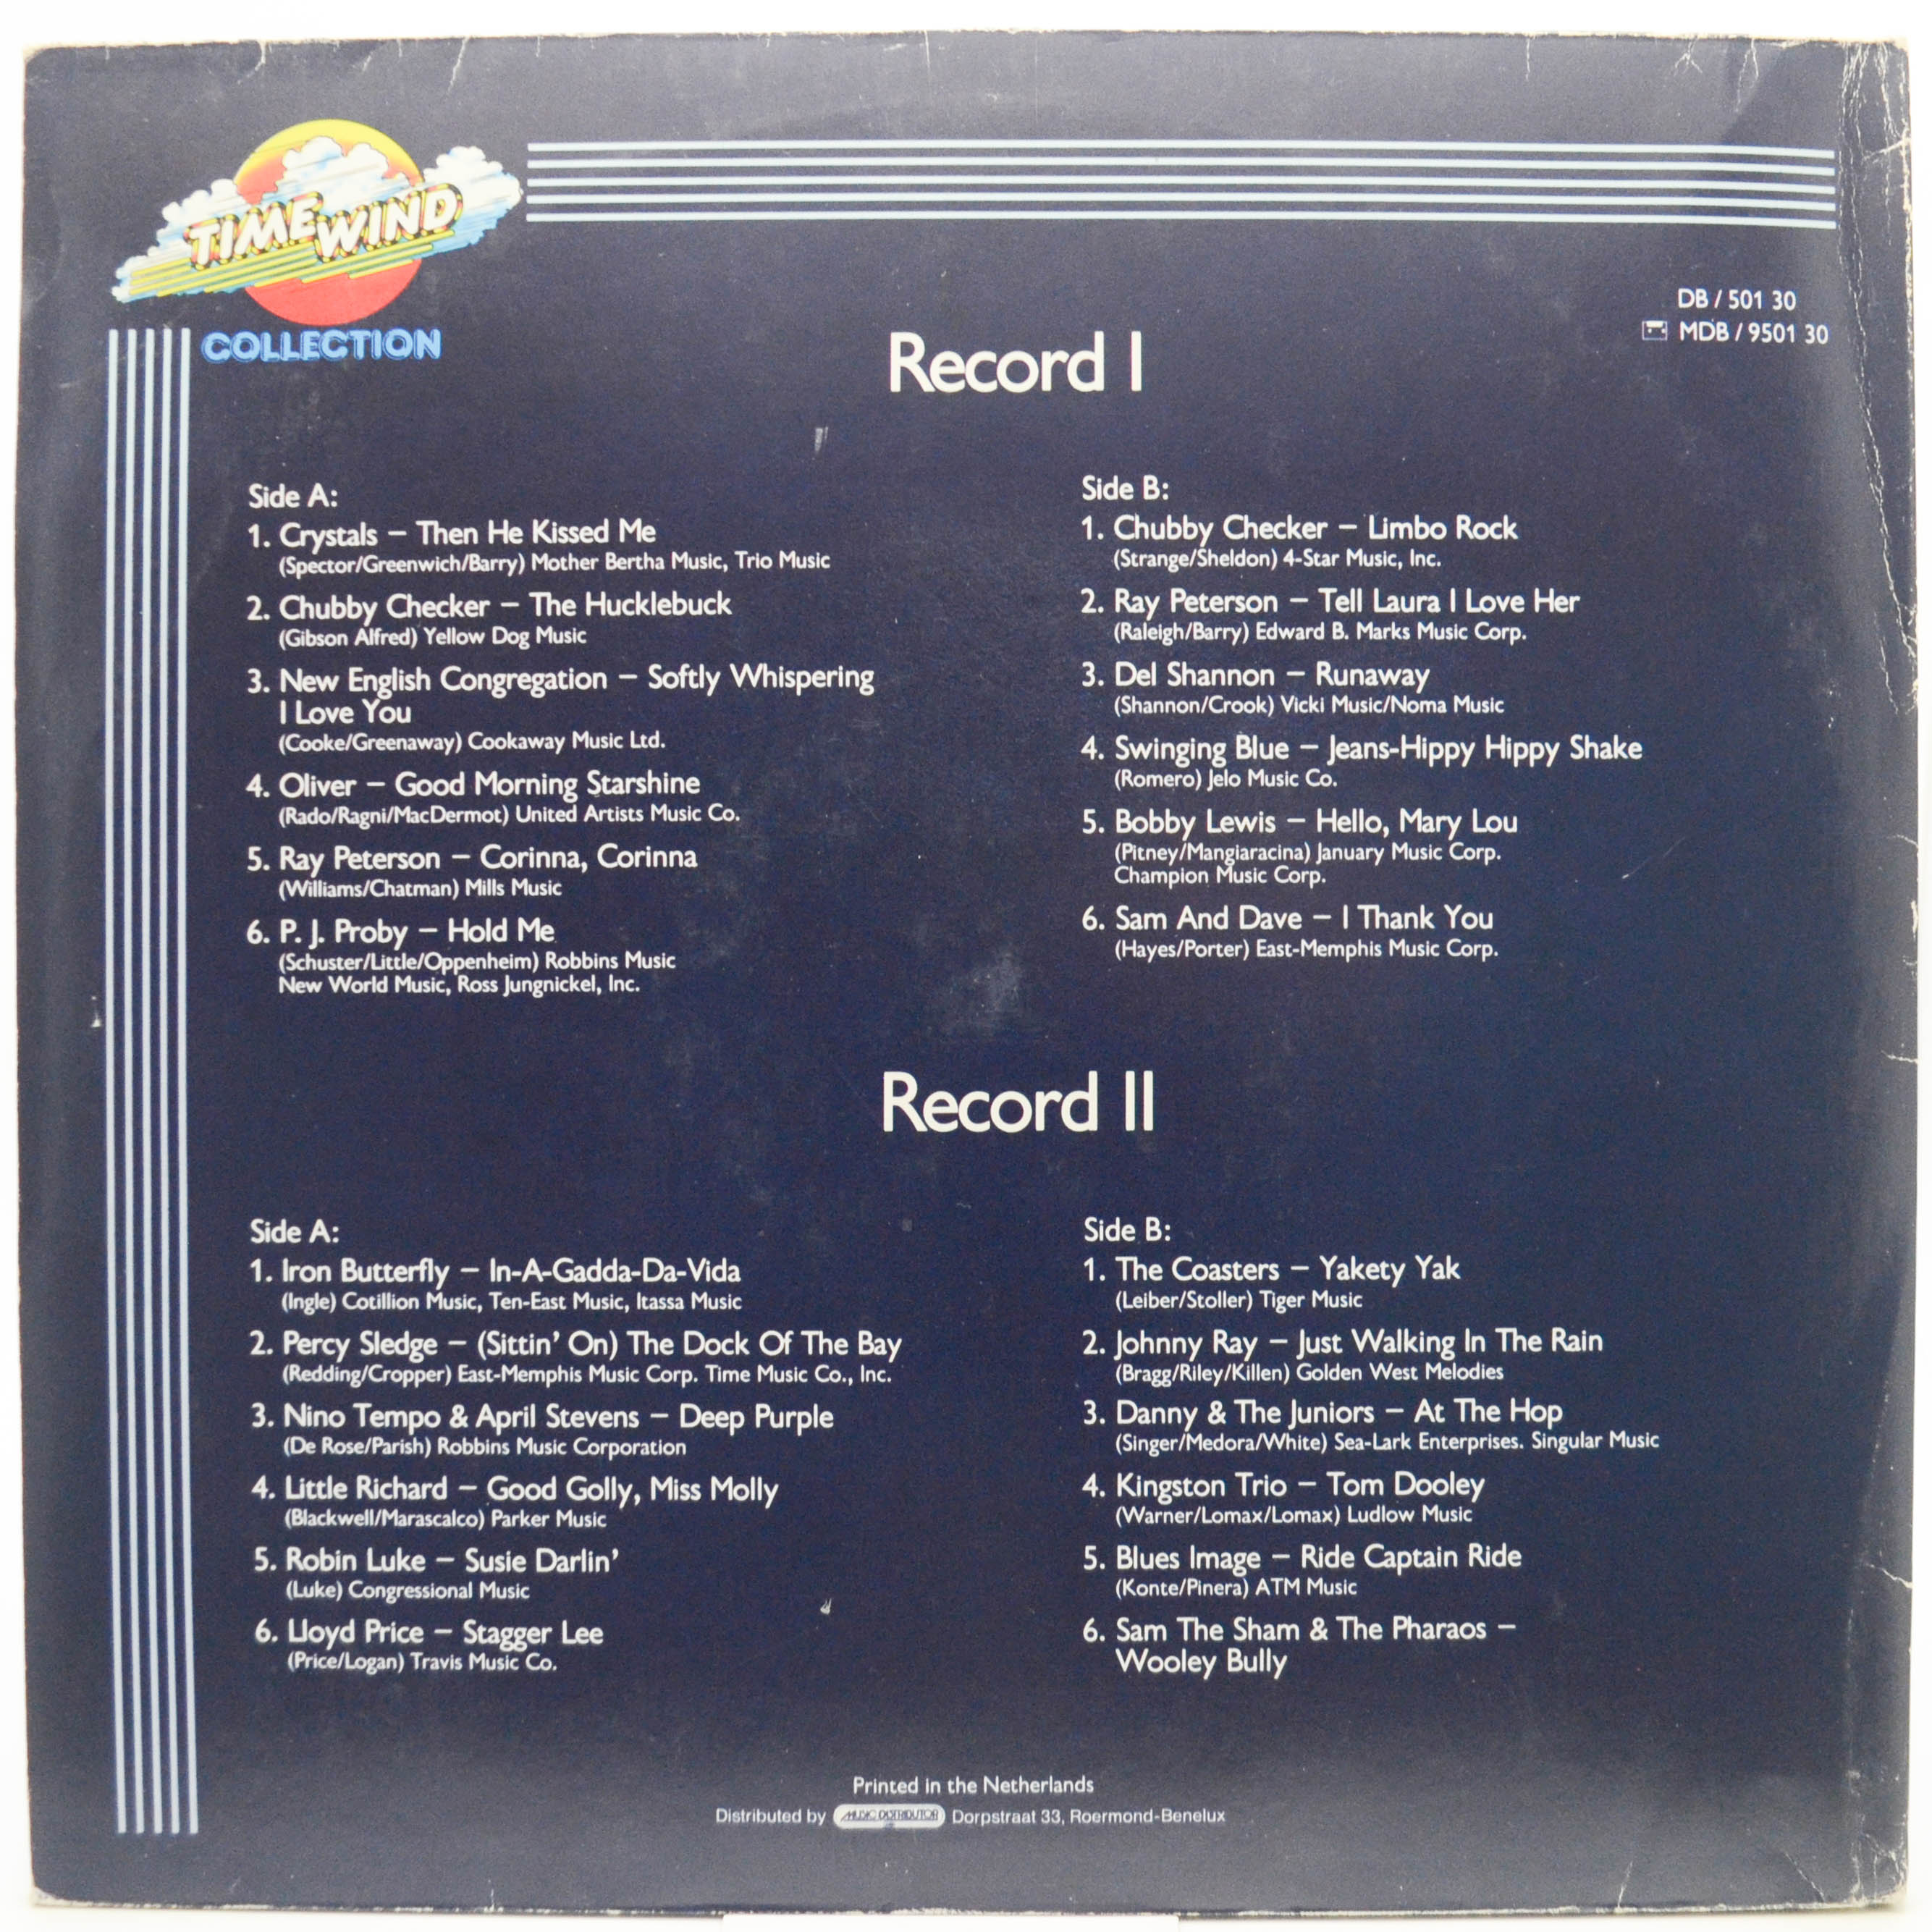 TIMEWIND
COLLECTION
DB / 501 30
MDB / 9501 30
Record I
Side A:
1. Crystals – Then He Kissed Me
(Spector/Greenwich/Barry) Mother Bertha Music, Trio Music
2. Chubby Checker – The Hucklebuck
(Gibson Alfred) Yellow Dog Music
3. New English Congregation – Softly Whispering
I Love You
(Cooke/Greenaway) Cookaway Music Ltd.
4. Oliver – Good Morning Starshine
(Rado/Ragni/MacDermot) United Artists Music Co.
5. Ray Peterson – Corinna, Corinna
(Williams/Chatman) Mills Music
6. P. J. Proby – Hold Me
(Schuster/Little/Oppenheim) Robbins Music
New World Music, Ross Jungnickel, Inc.
Side B:
1. Chubby Checker – Limbo Rock
(Strange/Sheldon) 4-Star Music, Inc.
2. Ray Peterson – Tell Laura I Love Her
(Raleigh/Barry) Edward B. Marks Music Corp.
3. Del Shannon – Runaway
(Shannon/Crook) Vicki Music/Noma Music
4. Swinging Blue – Jeans-Hippy Hippy Shake
(Romero) Jelo Music Co.
5. Bobby Lewis – Hello, Mary Lou
(Pitney/Mangiaracina) January Music Corp.
Champion Music Corp.
6. Sam And Dave – I Thank You
(Hayes/Porter) East-Memphis Music Corp.
Record II
Side A:
1. Iron Butterfly – In-A-Gadda-Da-Vida
(Ingle) Cotillion Music, Ten-East Music, Itassa Music
2. Percy Sledge – (Sittin' On) The Dock Of The Bay
(Redding/Cropper) East-Memphis Music Corp. Time Music Co., Inc.
3. Nino Tempo & April Stevens – Deep Purple
(De Rose/Parish) Robbins Music Corporation
4. Little Richard – Good Golly, Miss Molly
(Blackwell/Marascalco) Parker Music
5. Robin Luke – Susie Darlin'
(Luke) Congressional Music
6. Lloyd Price – Stagger Lee
(Price/Logan) Travis Music Co.
Side B:
1. The Coasters – Yakety Yak
(Leiber/Stoller) Tiger Music
2. Johnny Ray – Just Walking In The Rain
(Bragg/Riley/Killen) Golden West Melodies
3. Danny & The Juniors – At The Hop
(Singer/Medora/White) Sea-Lark Enterprises. Singular Music
4. Kingston Trio – Tom Dooley
(Warner/Lomax/Lomax) Ludlow Music
5. Blues Image – Ride Captain Ride
(Konte/Pinera) ATM Music
6. Sam The Sham & The Pharaos –
Wooley Bully
Printed in the Netherlands
Distributed by MUSIC DISTRIBUTOR Dorpstraat 33, Roermond-Benelux